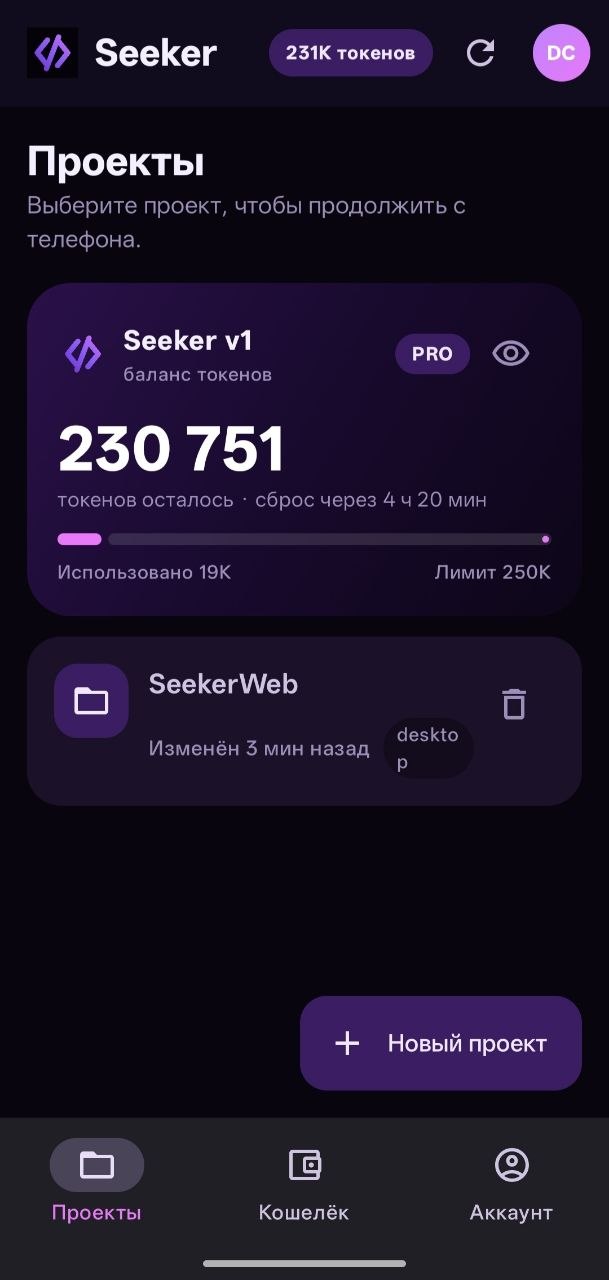 Seeker
231K токенов
DC
Проекты
Выберите проект, чтобы продолжить с
телефона.
Seeker v1
PRO
баланс токенов
230 751
токенов осталось · сброс через 4 ч 20 мин
Использовано 19K
Лимит 250K
SeekerWeb
Изменён 3 мин назад
deskto
p
Новый проект
Проекты
Кошелёк
Аккаунт